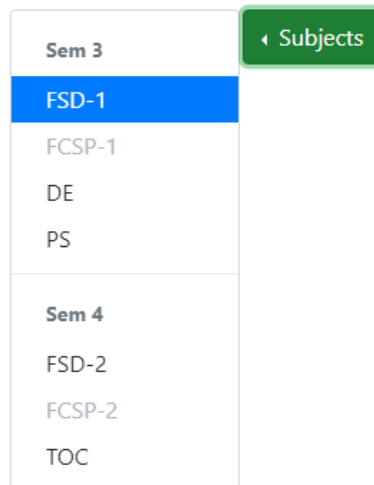 Subjects
Sem 3
FSD-1
FCSP-1
DE
PS
Sem 4
FSD-2
FCSP-2
TOC